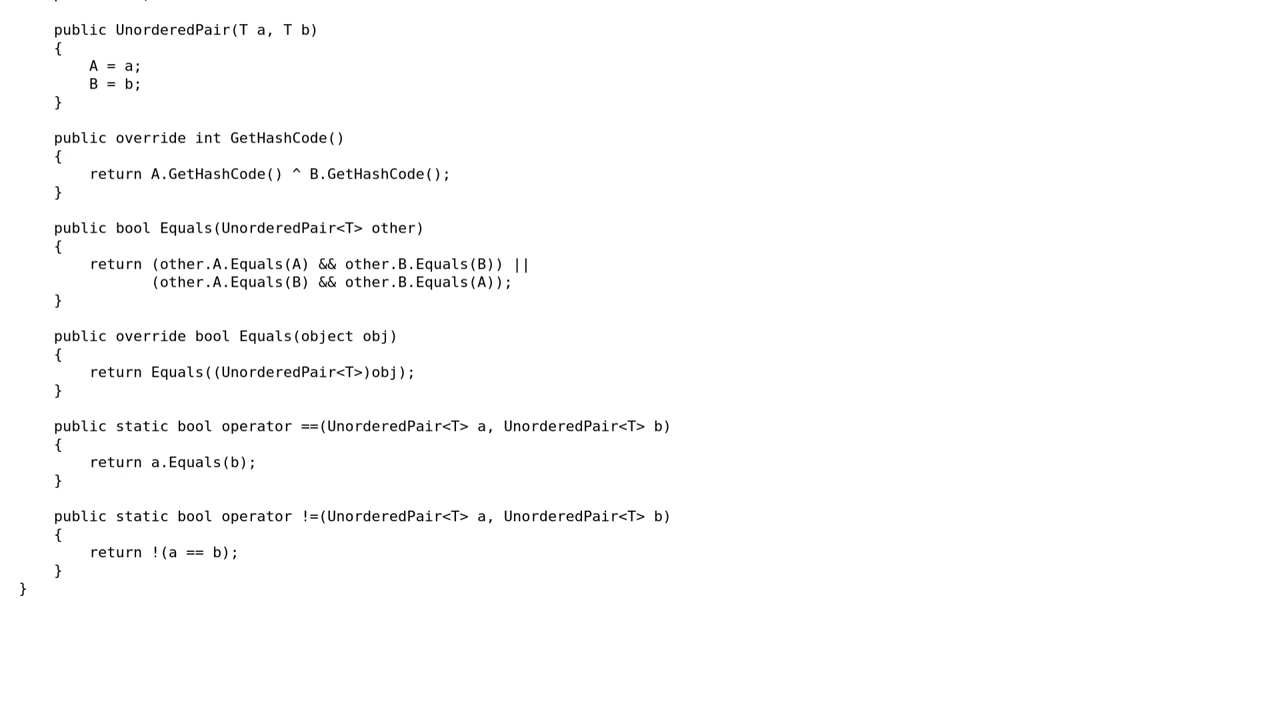 public UnorderedPair(T a, T b)
{
A = a;
B = b;
}
public override int GetHashCode()
{
return A.GetHashCode() ^ B.GetHashCode();
}
public bool Equals(UnorderedPair<T> other)
{
return (other.A.Equals(A) && other.B.Equals(B)) ||
(other.A.Equals(B) && other.B.Equals(A));
}
public override bool Equals(object obj)
{
return Equals((UnorderedPair<T>)obj);
}
public static bool operator ==(UnorderedPair<T> a, UnorderedPair<T> b)
{
return a.Equals(b);
}
public static bool operator !=(UnorderedPair<T> a, UnorderedPair<T> b)
{
return !(a == b);
}
}